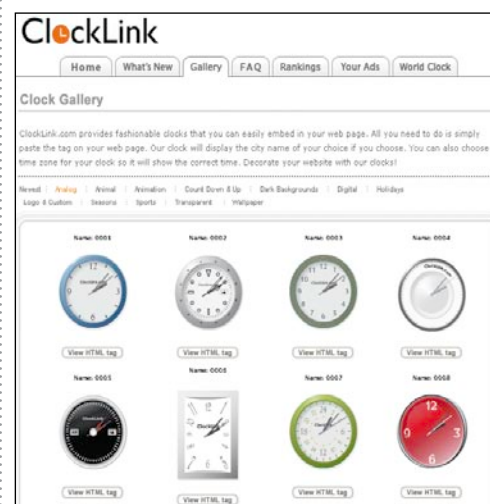 ClockLink
Home What's New Gallery FAQ Rankings Your Ads World Clock
Clock Gallery
ClockLink.com provides fashionable clocks that you can easily embed in your web page. All you need to do is simply
paste the tag on your web page. Our clock will display the city name of your choice if you choose. You can also choose
time zone for your clock so it will show the correct time. Decorate your website with our clocks!
Newest | Analog | Animal | Animation | Count Down & Up | Dark Backgrounds | Digital | Holidays
Logo & Custom | Seasons | Sports | Transparent | Wallpaper
Name: 0001 Name: 0002 Name: 0003 Name: 0004
View HTML tag View HTML tag View HTML tag View HTML tag
Name: 0005 Name: 0006 Name: 0007 Name: 0008
ClockLink
12
9 3
6
View HTML tag View HTML tag View HTML tag View HTML tag